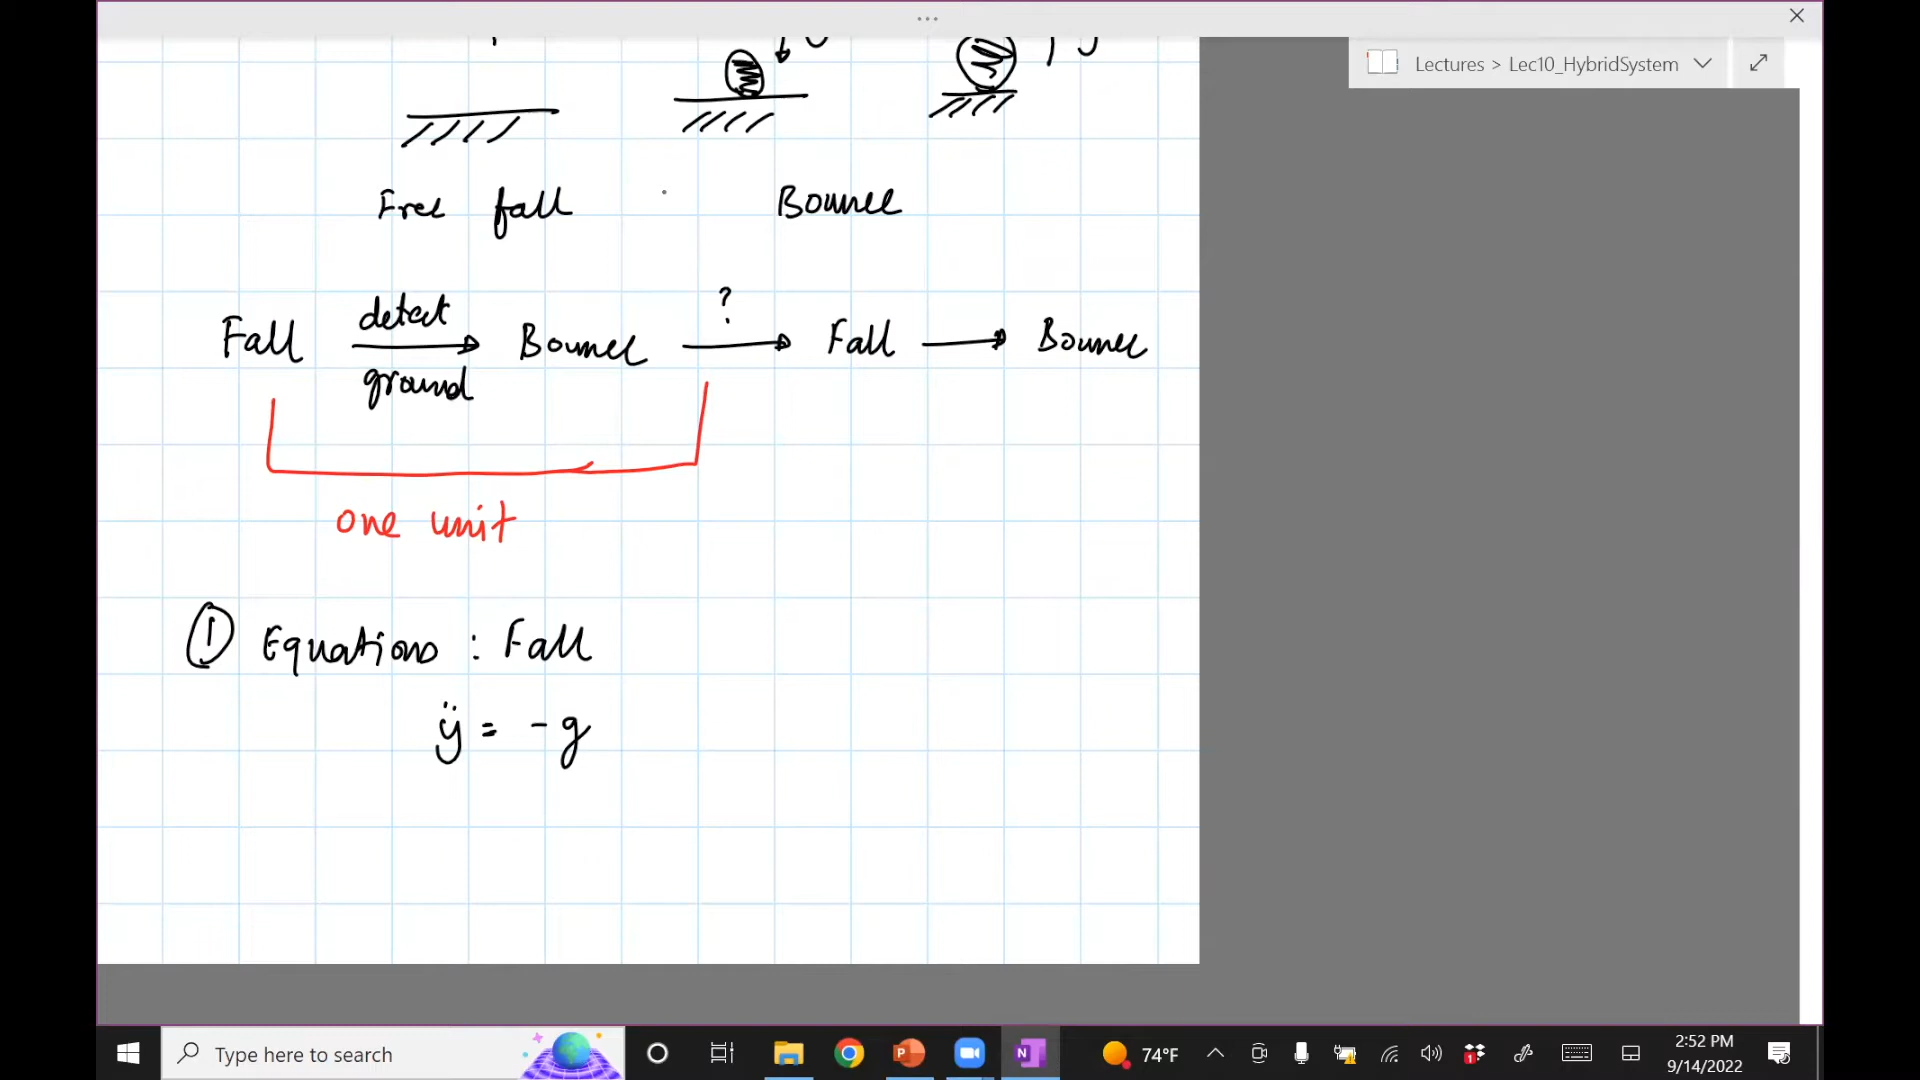 Lectures > Lec10_HybridSystem
Free fall
Bounce
detect
?
Fall
Bounce
Fall
Bounce
ground
one unit
① Equations : Fall
ÿ = - g
Type here to search
74°F
2:52 PM
9/14/2022